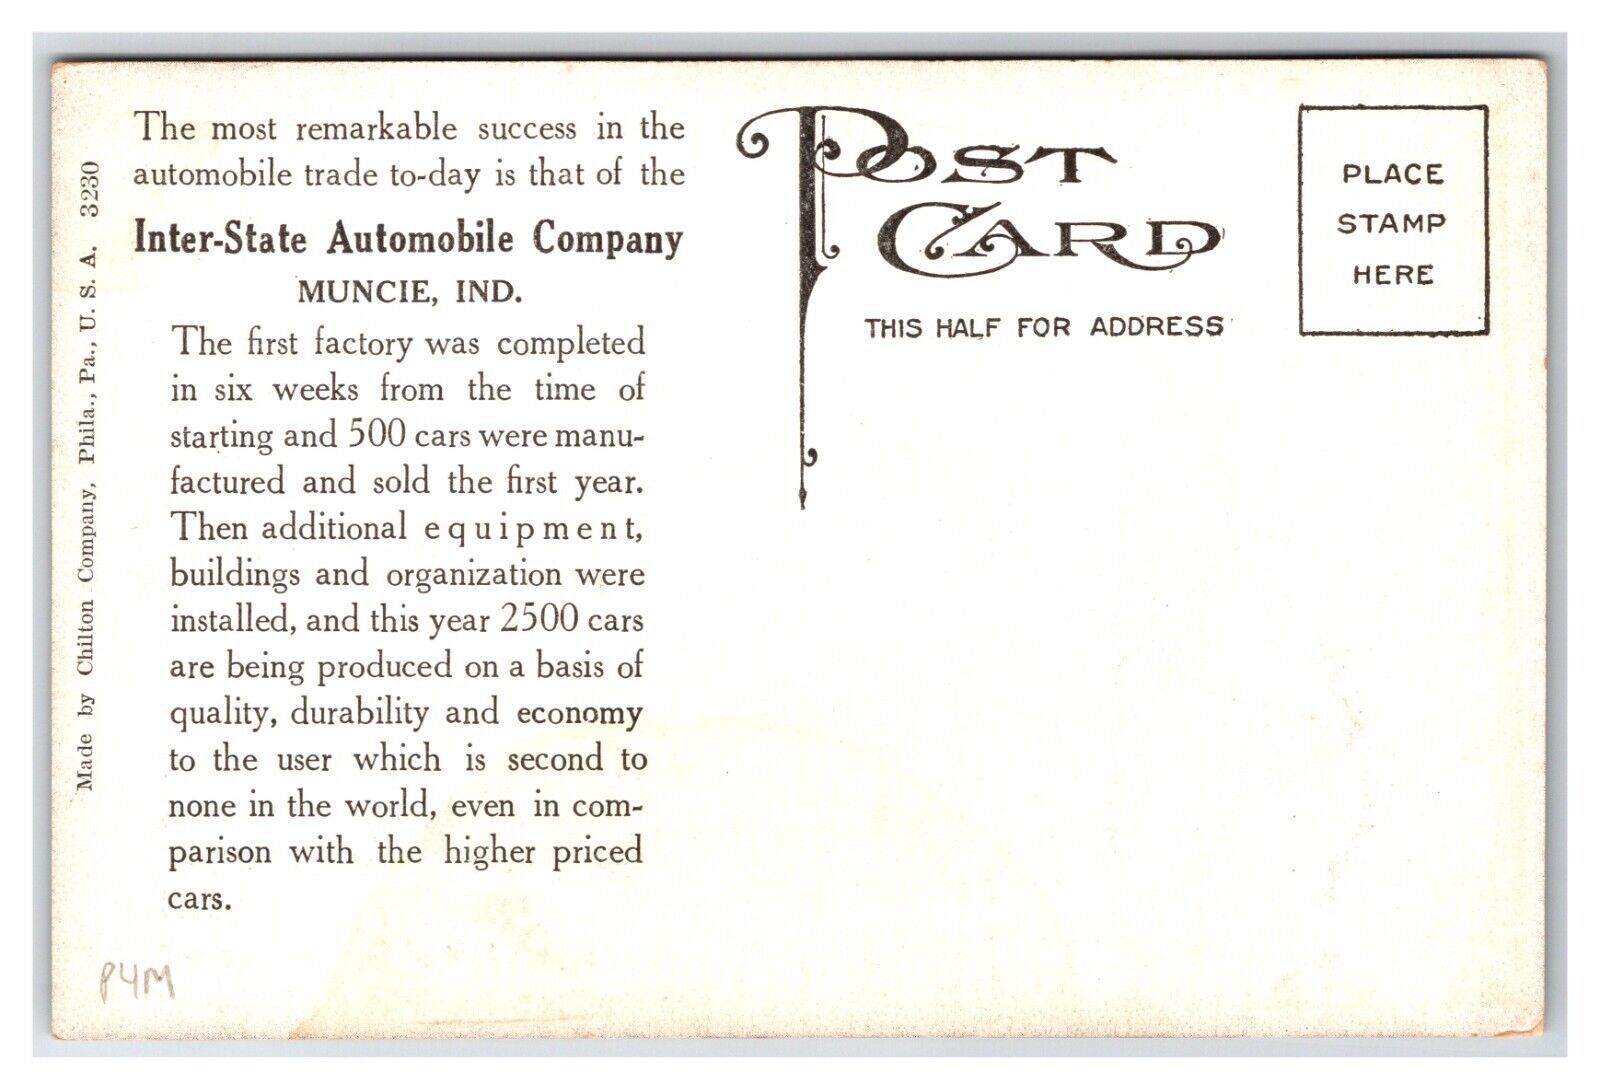 The most remarkable success in the
automobile trade to-day is that of the
Inter-State Automobile Company
MUNCIE, IND.
The first factory was completed
in six weeks from the time of
starting and 500 cars were manu-
factured and sold the first year.
Then additional equipment,
buildings and organization were
installed, and this year 2500 cars
are being produced on a basis of
quality, durability and economy
to the user which is second to
none in the world, even in com-
parison with the higher priced
cars.
Made by Chilton Company, Phila., Pa., U. S. A. 3230
P4M
POST
CARD
THIS HALF FOR ADDRESS
PLACE
STAMP
HERE